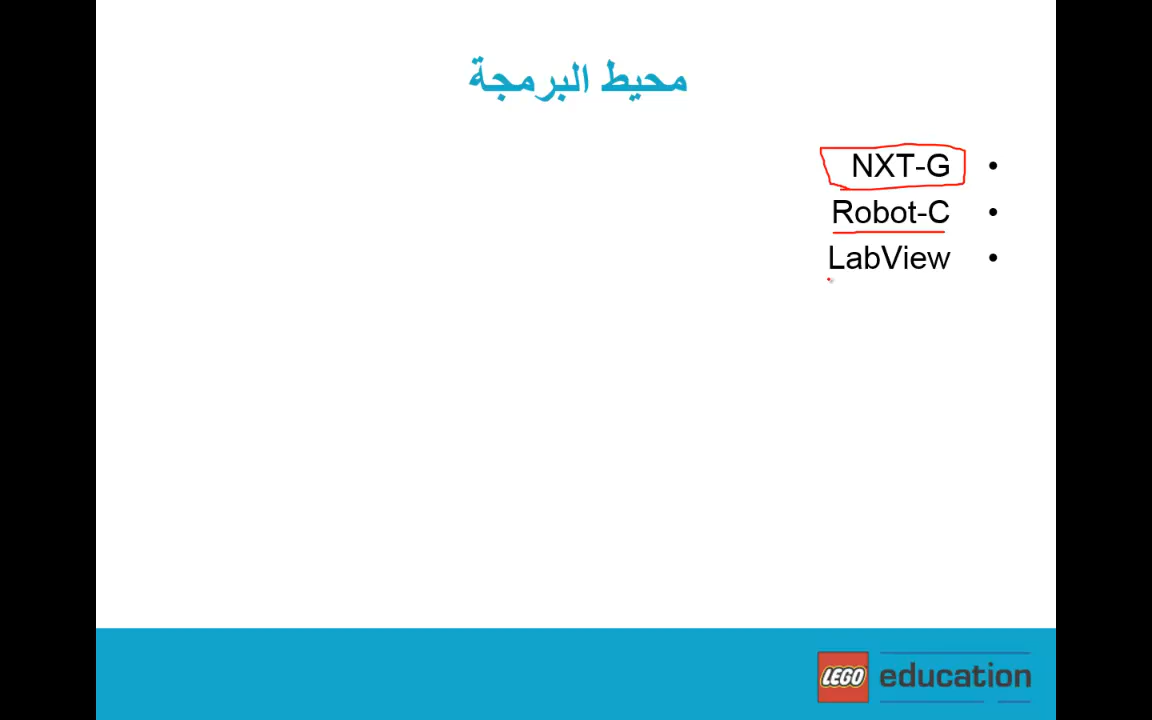 محيط البرمجة
• NXT-G
• Robot-C
• LabView
LEGO education